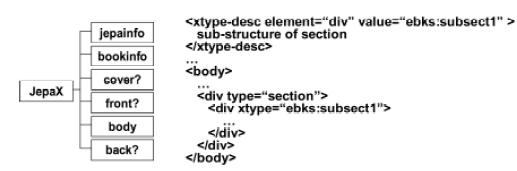 JepaX
jepainfo
bookinfo
cover?
front?
body
back?
<xtype-desc element=“div” value=“ebks:subsect1” >
sub-structure of section
</xtype-desc>
...
<body>
...
<div type=“section”>
<div xtype=“ebks:subsect1”>
...
</div>
</div>
</body>